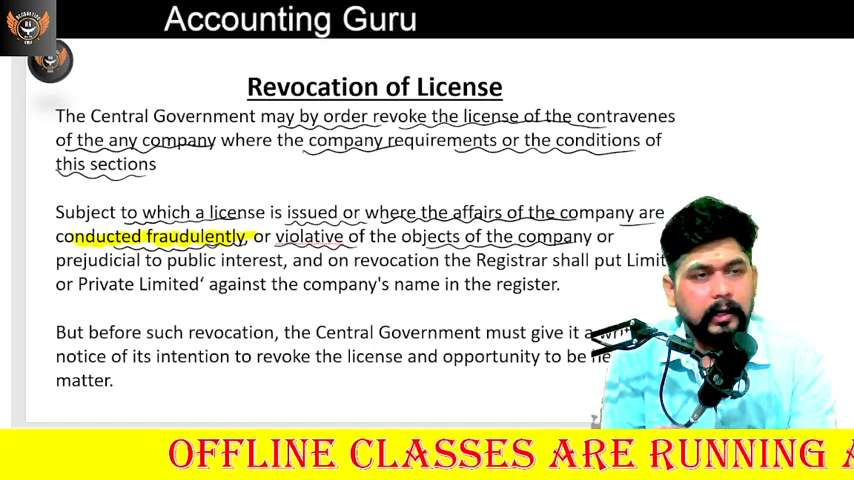 Accounting Guru
Revocation of License
The Central Government may by order revoke the license of the contravenes
of the any company where the company requirements or the conditions of
this sections
Subject to which a license is issued or where the affairs of the company are
conducted fraudulently, or violative of the objects of the company or
prejudicial to public interest, and on revocation the Registrar shall put
or Private Limited‘ against the company's name in the register.
But before such revocation, the Central Government must give it a
notice of its intention to revoke the license and opportunity to be
matter.
OFFLINE CLASSES ARE RUNNING